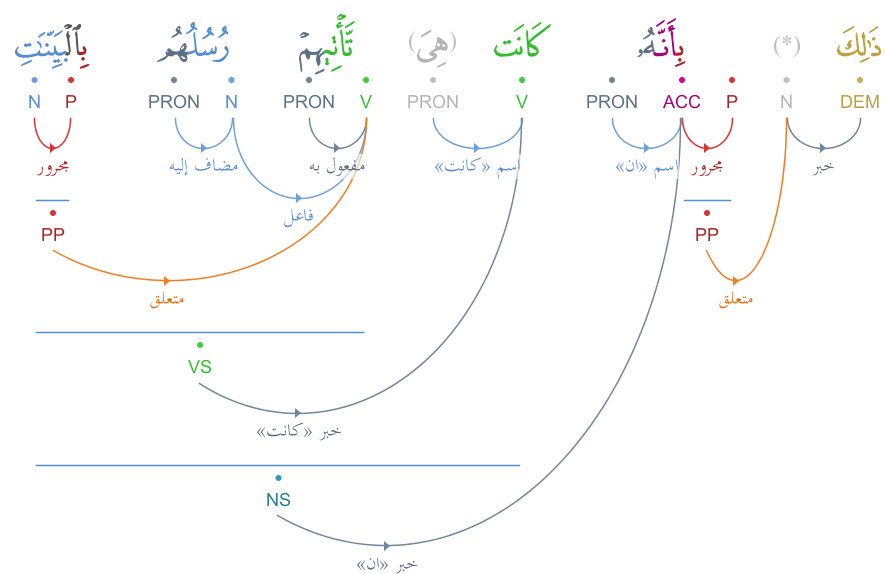 ذَٰلِكَ (*) بِأَنَّهُۥ كَانَت (هِىَ) تَّأْتِيهِمْ رُسُلُهُم بِٱلْبَيِّنَٰتِ
DEM N P ACC PRON V PRON V PRON N P N
خبر مجرور اسم «ان» اسم «كانت» مفعول به مضاف إليه مجرور
فاعل
PP PP
متعلق متعلق
VS
خبر «كانت»
NS
خبر «ان»